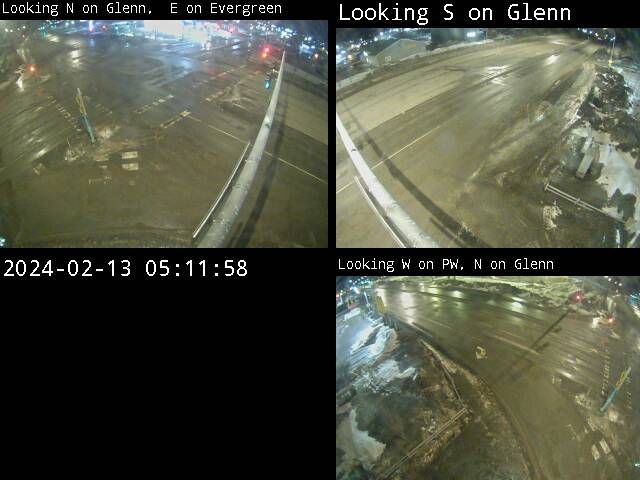 Looking N on Glenn,  E on Evergreen
Looking S on Glenn
2024-02-13 05:11:58
Looking W on PW, N on Glenn